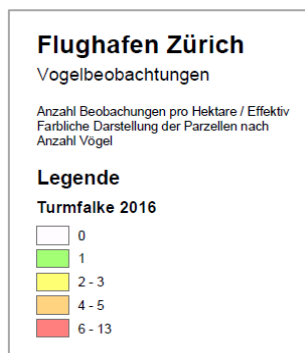 Flughafen Zürich
Vogelbeobachtungen
Anzahl Beobachungen pro Hektare / Effektiv
Farbliche Darstellung der Parzellen nach
Anzahl Vögel
Legende
Turmfalke 2016
0
1
2 - 3
4 - 5
6 - 13